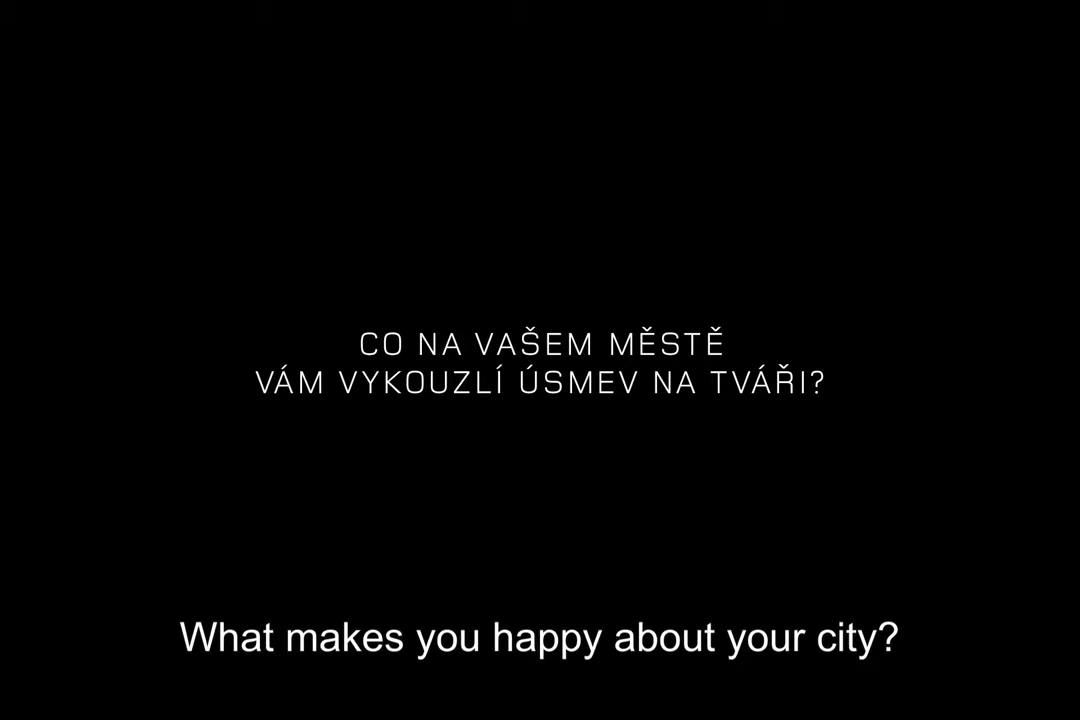 CO NA VAŠEM MĚSTĚ
VÁM VYKOUZLÍ ÚSMEV NA TVÁŘI?
What makes you happy about your city?